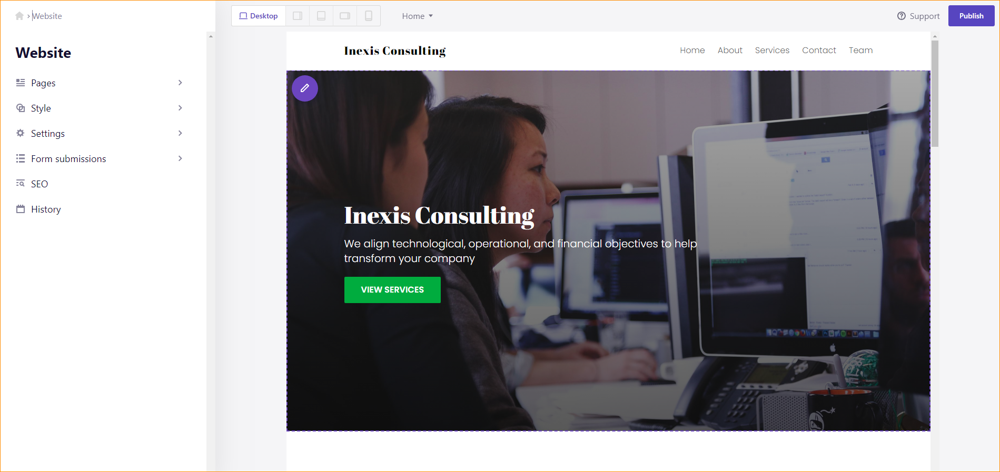 Website
Desktop
Home
Support
Publish
Website
Pages
Style
Settings
Form submissions
SEO
History
Inexis Consulting
Home
About
Services
Contact
Team
Inexis Consulting
We align technological, operational, and financial objectives to help
transform your company
VIEW SERVICES